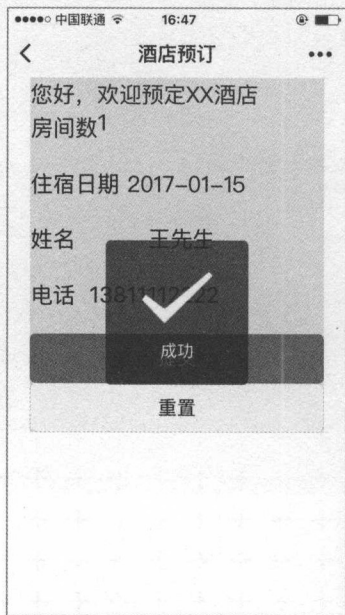 中国联通 16:47
酒店预订
您好，欢迎预定XX酒店
房间数1
住宿日期 2017-01-15
姓名 王先生
电话 13811112222
成功
重置